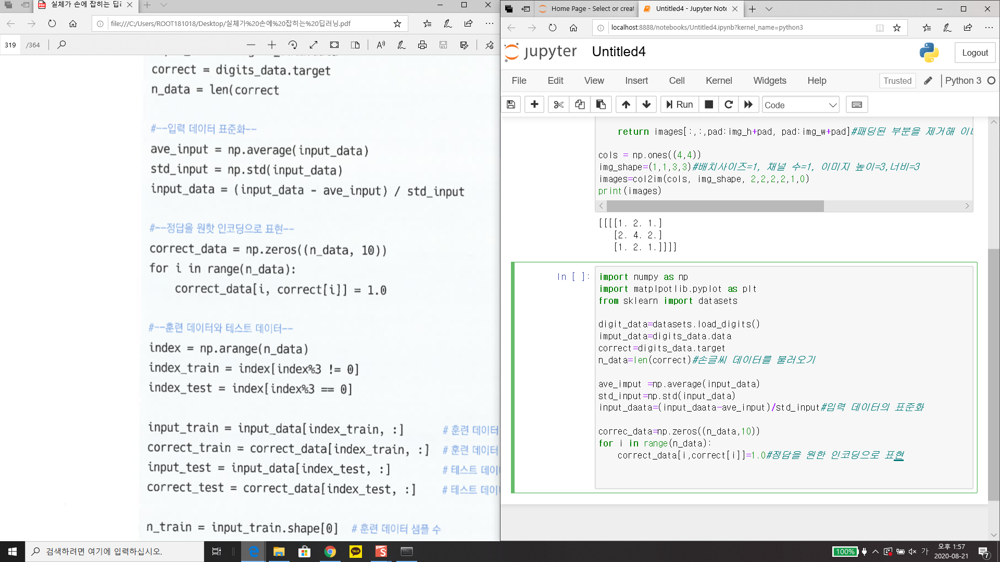 실체가 손에 잡히는 딥러
file:///C:/Users/ROOT181018/Desktop/실체가%20손에%20잡히는%20딥러닝.pdf
319 /364
correct = digits_data.target
n_data = len(correct
#--입력 데이터 표준화--
ave_input = np.average(input_data)
std_input = np.std(input_data)
input_data = (input_data - ave_input) / std_input
#--정답을 원핫 인코딩으로 표현--
correct_data = np.zeros((n_data, 10))
for i in range(n_data):
    correct_data[i, correct[i]] = 1.0
#--훈련 데이터와 테스트 데이터--
index = np.arange(n_data)
index_train = index[index%3 != 0]
index_test = index[index%3 == 0]
input_train = input_data[index_train, :] # 훈련 데이터
correct_train = correct_data[index_train, :] # 훈련 데이터
input_test = input_data[index_test, :] # 테스트 데이
correct_test = correct_data[index_test, :] # 테스트 데이
n_train = input_train.shape[0] # 훈련 데이터 샘플 수
Home Page - Select or creat
Untitled4 - Jupyter Note
localhost:8888/notebooks/Untitled4.ipynb?kernel_name=python3
jupyter Untitled4
Logout
File Edit View Insert Cell Kernel Widgets Help
Trusted Python 3
Run Code
    return images[:,:,pad:img_h+pad, pad:img_w+pad]#패딩된 부분을 제거해
cols = np.ones((4,4))
img_shape=(1,1,3,3)#배치사이즈=1, 채널 수=1, 이미지 높이=3,너비=3
images=col2im(cols, img_shape, 2,2,2,2,1,0)
print(images)
[[[[1. 2. 1.]
   [2. 4. 2.]
   [1. 2. 1.]]]]
In [ ]:
import numpy as np
import matplpotlib.pyplot as plt
from sklearn import datasets
digit_data=datasets.load_digits()
imput_data=digits_data.data
correct=digits_data.target
n_data=len(correct)#손글씨 데이터를 불러오기
ave_imput =np.average(input_data)
std_input=np.std(input_data)
input_daata=(input_daata-ave_input)/std_input#입력 데이터의 표준화
correc_data=np.zeros((n_data,10))
for i in range(n_data):
    correct_data[i,correct[i]]=1.0#정답을 원한 인코딩으로 표현
검색하려면 여기에 입력하십시오.
TALK
100%
가
오후 1:57
2020-08-21
7